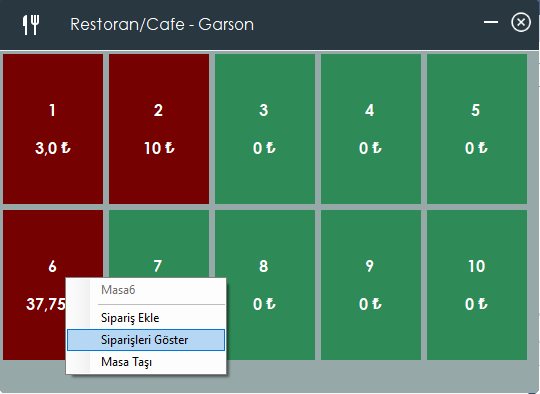 Restoran/Cafe - Garson
1 2 3 4 5
3,0 ₺ 10 ₺ 0 ₺ 0 ₺ 0 ₺
6 7 8 9 10
37,75 0 ₺ 0 ₺ 0 ₺
Masa6
Sipariş Ekle
Siparişleri Göster
Masa Taşı